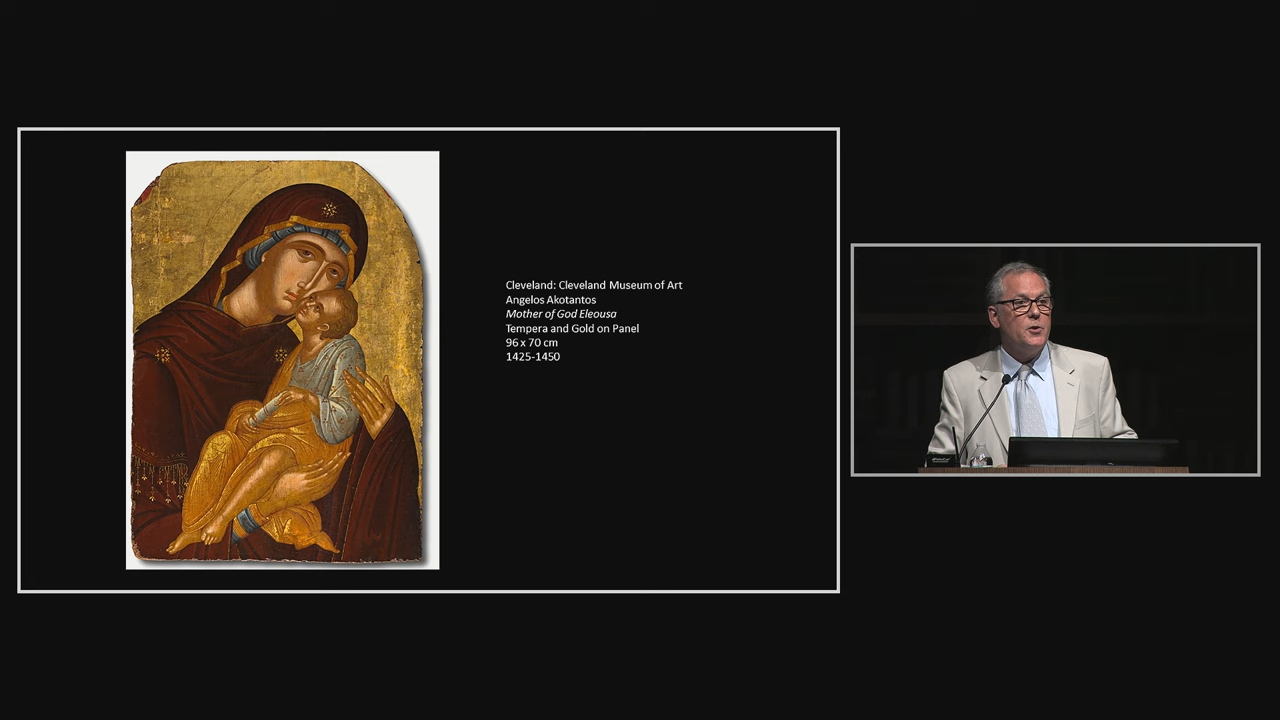 Cleveland: Cleveland Museum of Art
Angelos Akotantos
Mother of God Eleousa
Tempera and Gold on Panel
96 x 70 cm
1425-1450